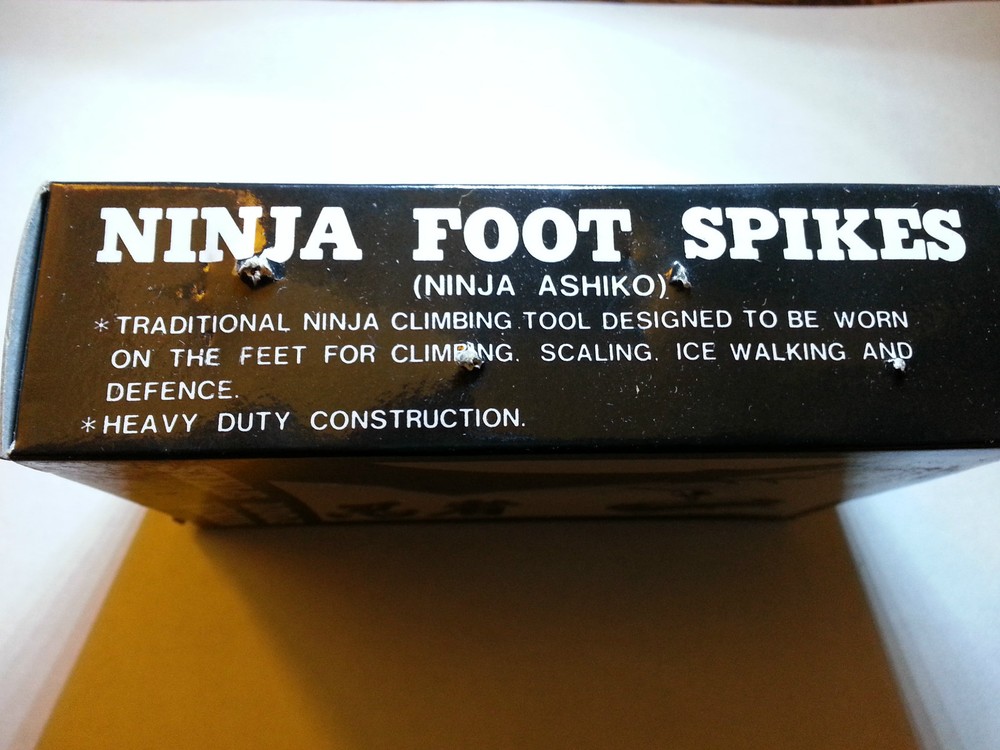 NINJA FOOT SPIKES
(NINJA ASHIKO)
* TRADITIONAL NINJA CLIMBING TOOL DESIGNED TO BE WORN
ON THE FEET FOR CLIMBING. SCALING. ICE WALKING AND
DEFENCE.
* HEAVY DUTY CONSTRUCTION.